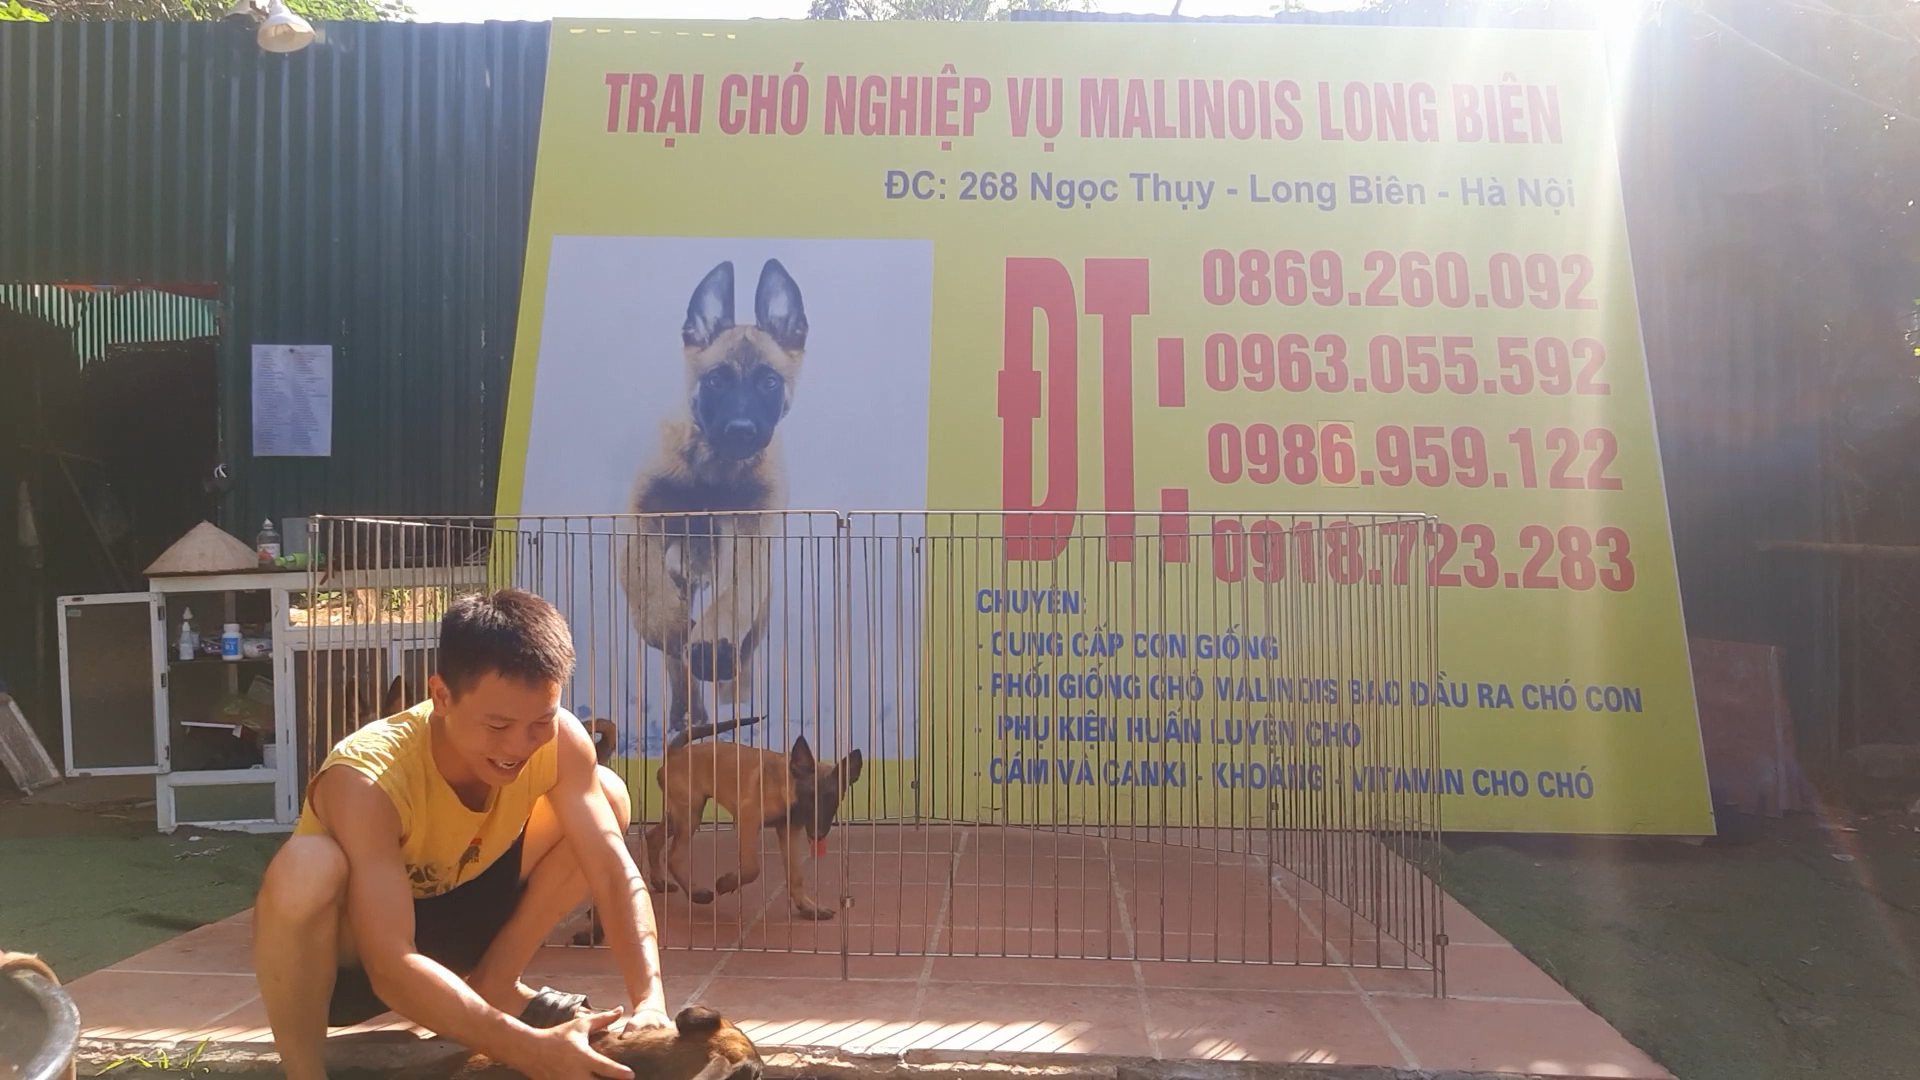 TRẠI CHÓ NGHIỆP VỤ MALINOIS LONG BIÊN
ĐC: 268 Ngọc Thụy - Long Biên - Hà Nội
ĐT:
0869.260.092
0963.055.592
0986.959.122
0918.723.283
CHUYÊN:
- CUNG CẤP CON GIỐNG
- PHỐI GIỐNG CHÓ MALINOIS BAO ĐẦU RA CHÓ CON
- PHỤ KIỆN HUẤN LUYỆN CHO
- CÁM VÀ CANXI - KHOÁNG - VITAMIN CHO CHÓ